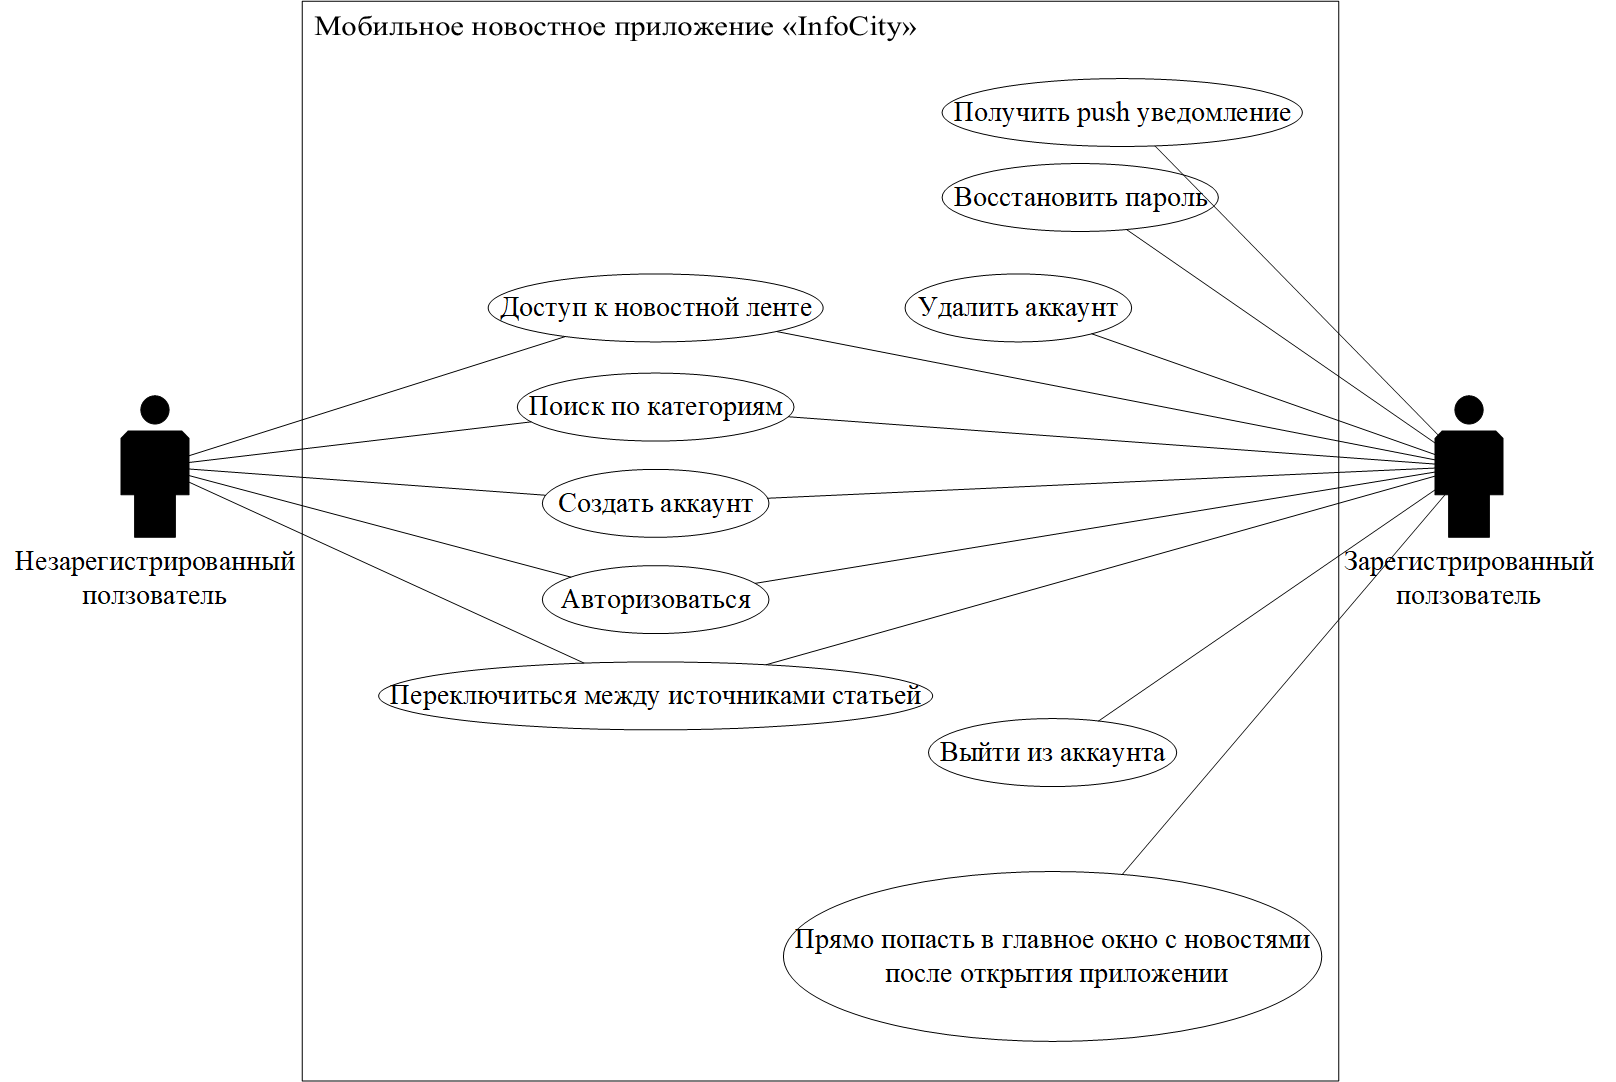 Мобильное новостное приложение «InfoCity»
Получить push уведомление
Восстановить пароль
Доступ к новостной ленте
Удалить аккаунт
Поиск по категориям
Создать аккаунт
Незарегистрированный
ползователь
Зарегистрированный
ползователь
Авторизоваться
Переключиться между источниками статьей
Выйти из аккаунта
Прямо попасть в главное окно с новостями
после открытия приложении